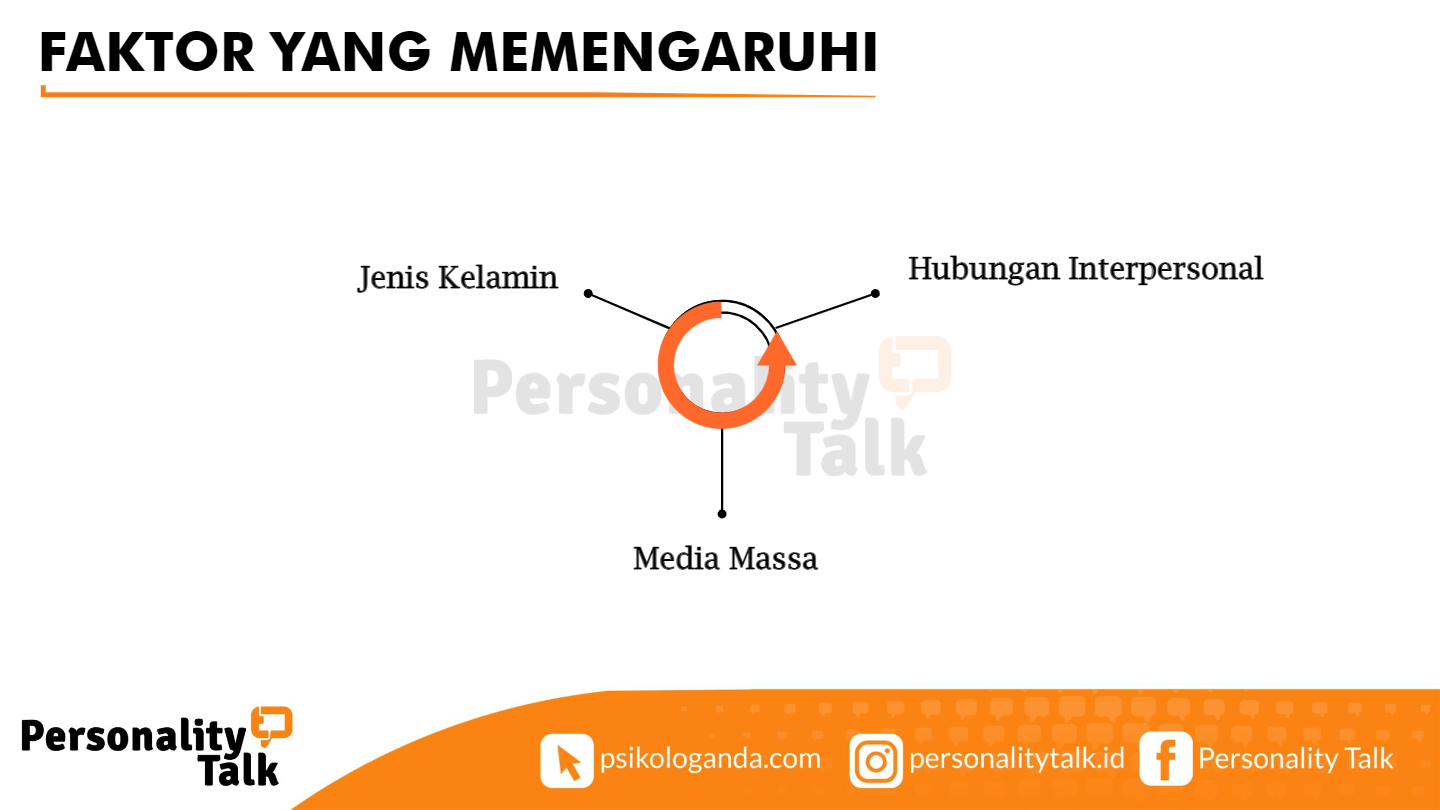 FAKTOR YANG MEMENGARUHI
Jenis Kelamin
Hubungan Interpersonal
Personality
Talk
Media Massa
Personality
Talk
psikologanda.com
personalitytalk.id
Personality Talk